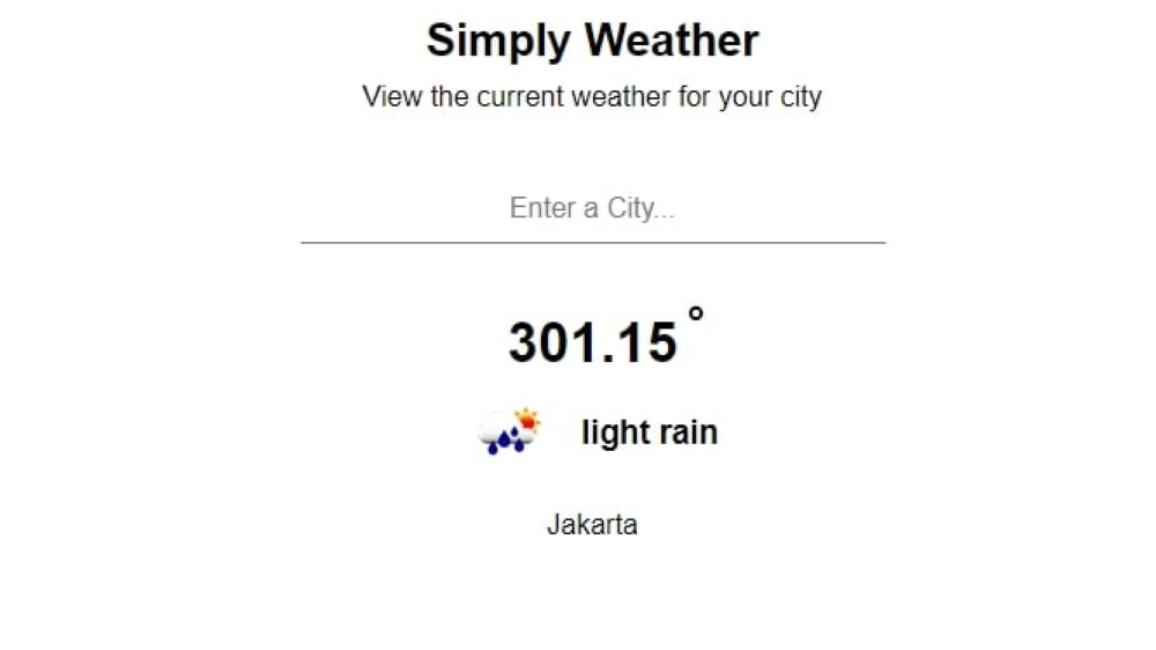 Simply Weather
View the current weather for your city
Enter a City...
301.15°
light rain
Jakarta